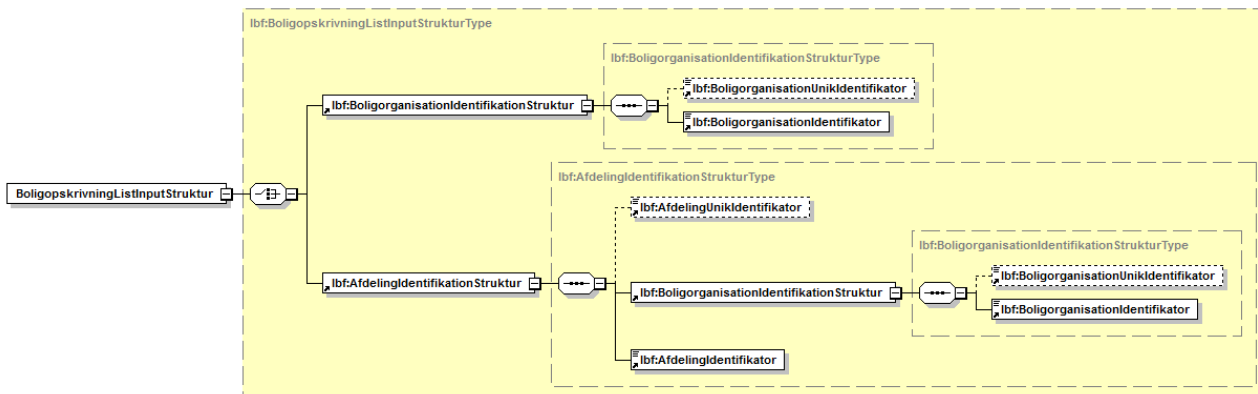 lbf:BoligopskrivningListInputStrukturType
lbf:BoligorganisationIdentifikationStrukturType
lbf:BoligorganisationUnikIdentifikator
lbf:BoligorganisationIdentifikationStruktur
lbf:BoligorganisationIdentifikator
lbf:AfdelingIdentifikationStrukturType
BoligopskrivningListInputStruktur
lbf:AfdelingUnikIdentifikator
lbf:BoligorganisationIdentifikationStrukturType
lbf:BoligorganisationUnikIdentifikator
lbf:AfdelingIdentifikationStruktur
lbf:BoligorganisationIdentifikationStruktur
lbf:BoligorganisationIdentifikator
lbf:AfdelingIdentifikator